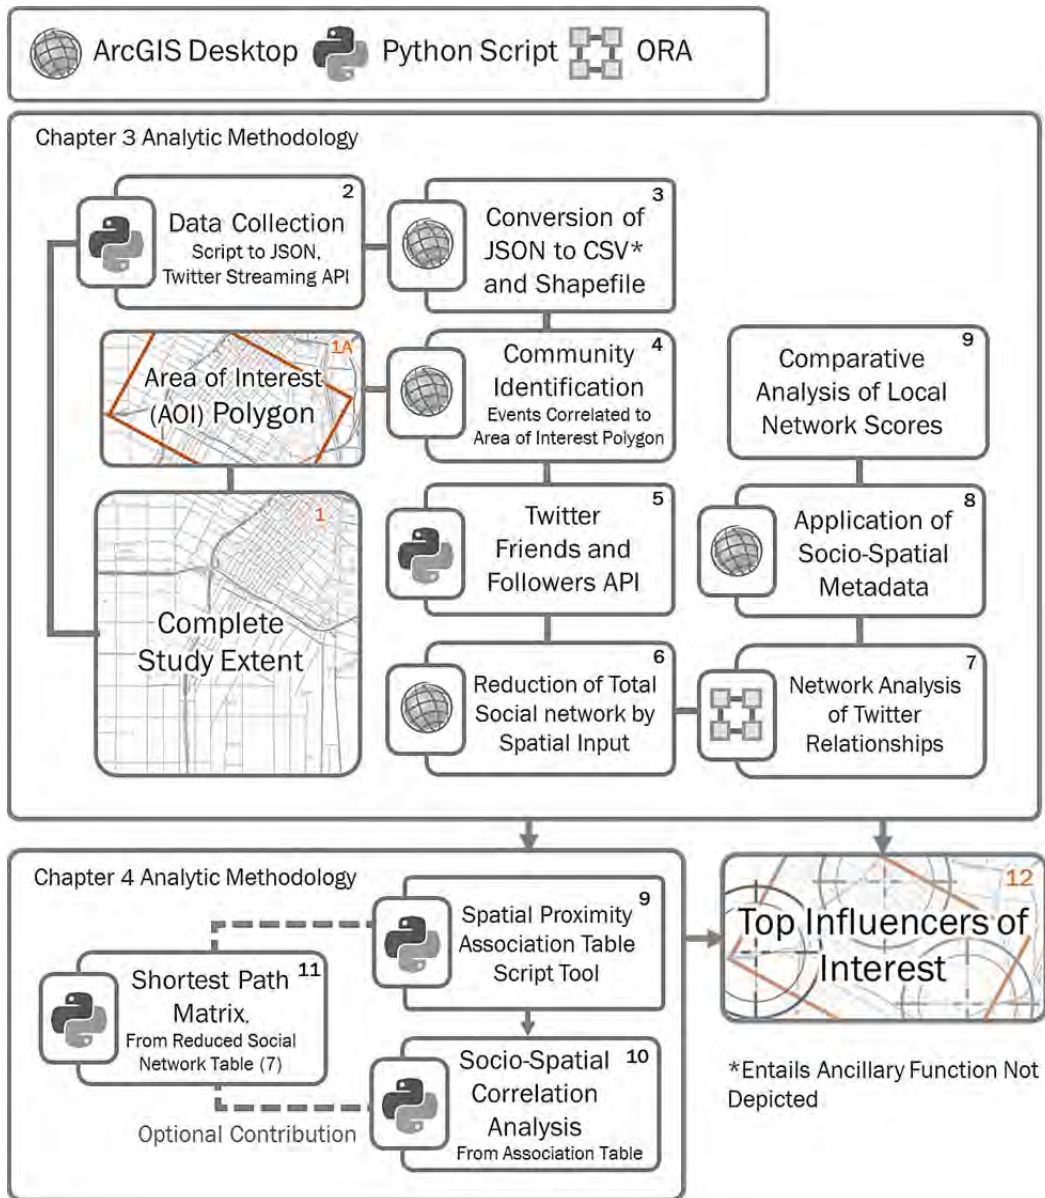 ArcGIS Desktop Python Script ORA
Chapter 3 Analytic Methodology
2
Data Collection
Script to JSON,
Twitter Streaming API
3
Conversion of
JSON to CSV*
and Shapefile
1A
Area of Interest
(AOI) Polygon
4
Community
Identification
Events Correlated to
Area of Interest Polygon
9
Comparative
Analysis of Local
Network Scores
1
Complete
Study Extent
5
Twitter
Friends and
Followers API
8
Application of
Socio-Spatial
Metadata
6
Reduction of Total
Social network by
Spatial Input
7
Network Analysis
of Twitter
Relationships
Chapter 4 Analytic Methodology
9
Spatial Proximity
Association Table
Script Tool
11
Shortest Path
Matrix,
From Reduced Social
Network Table (7)
10
Socio-Spatial
Correlation
Analysis
From Association Table
Optional Contribution
12
Top Influencers of
Interest
*Entails Ancillary Function Not
Depicted